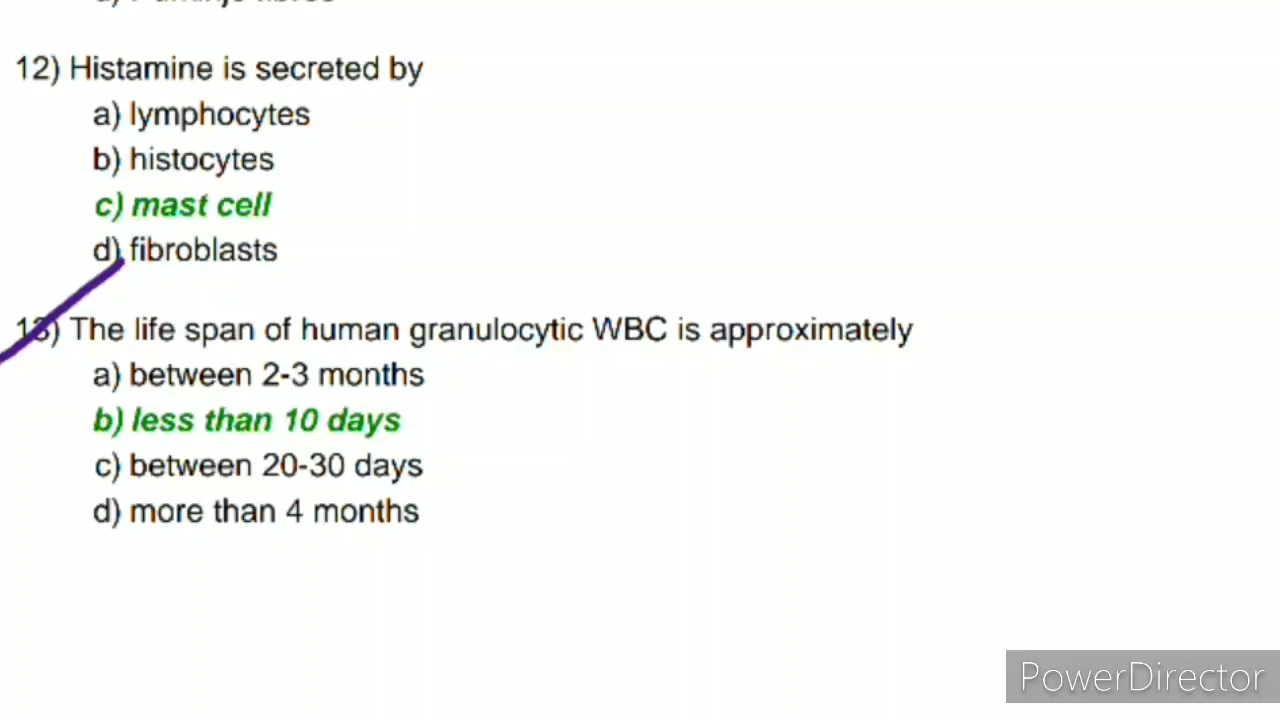 12) Histamine is secreted by
a) lymphocytes
b) histocytes
c) mast cell
d) fibroblasts
13) The life span of human granulocytic WBC is approximately
a) between 2-3 months
b) less than 10 days
c) between 20-30 days
d) more than 4 months
PowerDirector